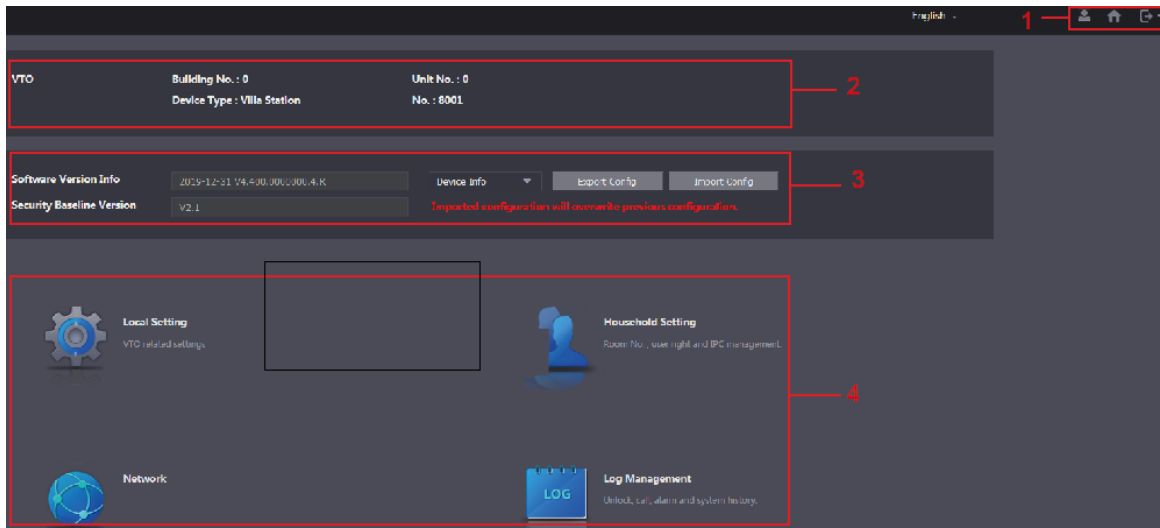 English
1
VTO Building No. : 0 Unit No. : 0
Device Type : Villa Station No. : 8001
2
Software Version Info 2019-12-31 V4.400.0000000.4.R Device Info Export Config Import Config
3
Security Baseline Version V2.1 Imported configuration will overwrite previous configuration.
Local Setting Household Setting
VTO related settings Room No., user right and IPC management.
4
Network Log Management
LOG Unlock, call, alarm and system history.